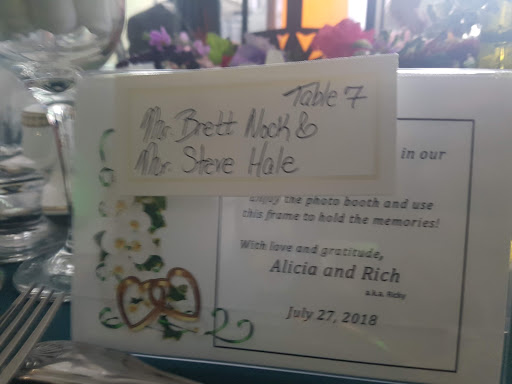 Table 7
Mr. Brett Noch &
Mr. Steve Hale
in our
enjoy the photo booth and use
this frame to hold the memories!
With love and gratitude,
Alicia and Rich
a.k.a. Ricky
July 27, 2018